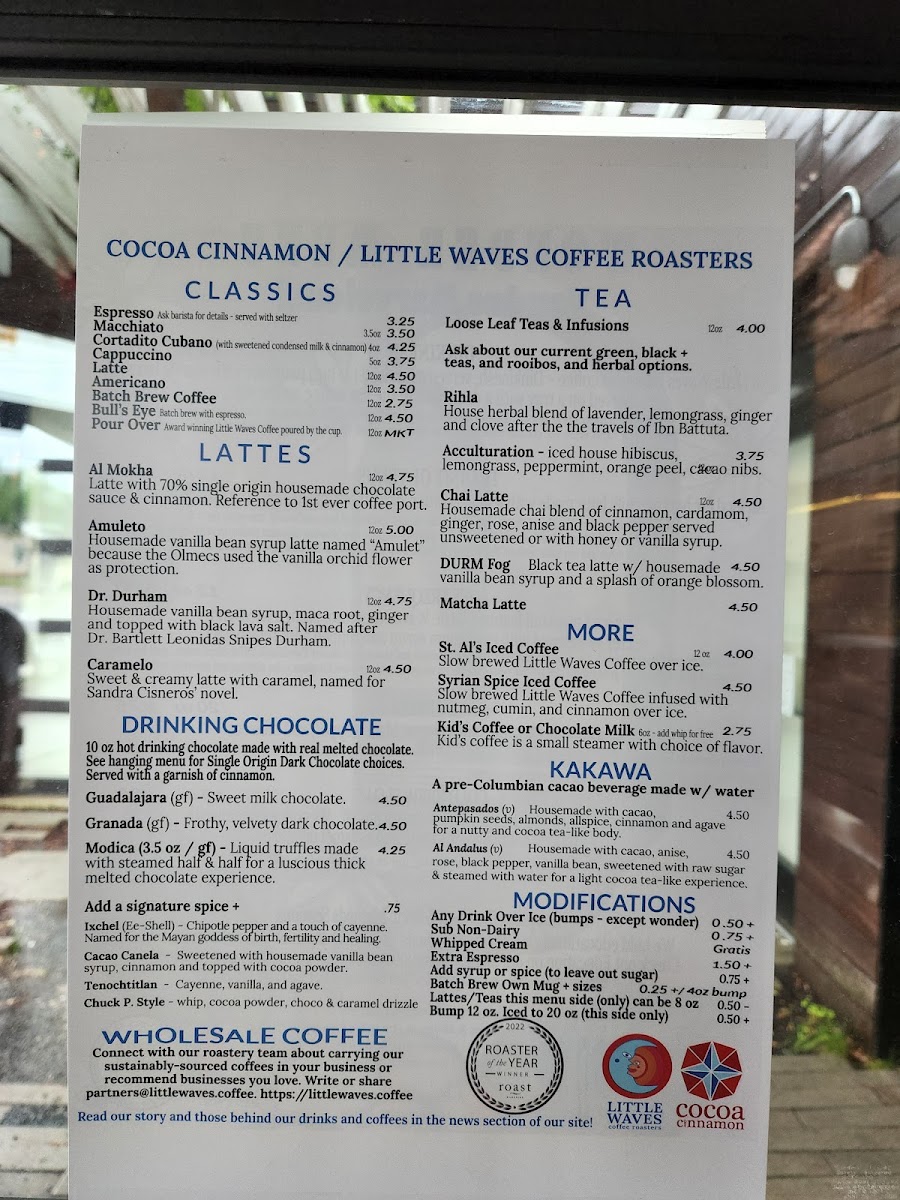 COCOA CINNAMON / LITTLE WAVES COFFEE ROASTERS
CLASSICS
Espresso Ask barista for details - served with seltzer 3.25
Macchiato 3.5oz 3.50
Cortadito Cubano (with sweetened condensed milk & cinnamon) 4oz 4.25
Cappuccino 5oz 3.75
Latte 12oz 4.50
Americano 12oz 3.50
Batch Brew Coffee 12oz 2.75
Bull's Eye Batch brew with espresso. 12oz 4.50
Pour Over Award winning Little Waves Coffee poured by the cup. 12oz MKT
LATTES
Al Mokha 12oz 4.75
Latte with 70% single origin housemade chocolate
sauce & cinnamon. Reference to 1st ever coffee port.
Amuleto 12oz 5.00
Housemade vanilla bean syrup latte named "Amulet"
because the Olmecs used the vanilla orchid flower
as protection.
Dr. Durham 12oz 4.75
Housemade vanilla bean syrup, maca root, ginger
and topped with black lava salt. Named after
Dr. Bartlett Leonidas Snipes Durham.
Caramelo 12oz 4.50
Sweet & creamy latte with caramel, named for
Sandra Cisneros' novel.
DRINKING CHOCOLATE
10 oz hot drinking chocolate made with real melted chocolate.
See hanging menu for Single Origin Dark Chocolate choices.
Served with a garnish of cinnamon.
Guadalajara (gf) - Sweet milk chocolate. 4.50
Granada (gf) - Frothy, velvety dark chocolate. 4.50
Modica (3.5 oz / gf) - Liquid truffles made 4.25
with steamed half & half for a luscious thick
melted chocolate experience.
Add a signature spice + .75
Ixchel (Ee-Shell) - Chipotle pepper and a touch of cayenne.
Named for the Mayan goddess of birth, fertility and healing.
Cacao Canela - Sweetened with housemade vanilla bean
syrup, cinnamon and topped with cocoa powder.
Tenochtitlan - Cayenne, vanilla, and agave.
Chuck P. Style - whip, cocoa powder, choco & caramel drizzle
WHOLESALE COFFEE
Connect with our roastery team about carrying our
sustainably-sourced coffees in your business or
recommend businesses you love. Write or share
partners@littlewaves.coffee. https://littlewaves.coffee
TEA
Loose Leaf Teas & Infusions 12oz 4.00
Ask about our current green, black +
teas, and rooibos, and herbal options.
Rihla
House herbal blend of lavender, lemongrass, ginger
and clove after the the travels of Ibn Battuta.
Acculturation - iced house hibiscus, 3.75
lemongrass, peppermint, orange peel, cacao nibs.
Chai Latte 12oz 4.50
Housemade chai blend of cinnamon, cardamom,
ginger, rose, anise and black pepper served
unsweetened or with honey or vanilla syrup.
DURM Fog Black tea latte w/ housemade 4.50
vanilla bean syrup and a splash of orange blossom.
Matcha Latte 4.50
MORE
St. Al's Iced Coffee 12 oz 4.00
Slow brewed Little Waves Coffee over ice.
Syrian Spice Iced Coffee 4.50
Slow brewed Little Waves Coffee infused with
nutmeg, cumin, and cinnamon over ice.
Kid's Coffee or Chocolate Milk 6oz - add whip for free 2.75
Kid's coffee is a small steamer with choice of flavor.
KAKAWA
A pre-Columbian cacao beverage made w/ water
Antepasados (v) Housemade with cacao, 4.50
pumpkin seeds, almonds, allspice, cinnamon and agave
for a nutty and cocoa tea-like body.
Al Andalus (v) Housemade with cacao, anise, 4.50
rose, black pepper, vanilla bean, sweetened with raw sugar
& steamed with water for a light cocoa tea-like experience.
MODIFICATIONS
Any Drink Over Ice (bumps - except wonder) 0.50 +
Sub Non-Dairy 0.75 +
Whipped Cream Gratis
Extra Espresso 1.50 +
Add syrup or spice (to leave out sugar) 0.75 +
Batch Brew Own Mug + sizes 0.25 +/ 4oz bump
Lattes/Teas this menu side (only) can be 8 oz 0.50 -
Bump 12 oz. Iced to 20 oz (this side only) 0.50 +
2022
ROASTER
of the YEAR
WINNER
roast
LITTLE
WAVES
coffee roasters
cocoa
cinnamon
Read our story and those behind our drinks and coffees in the news section of our site!